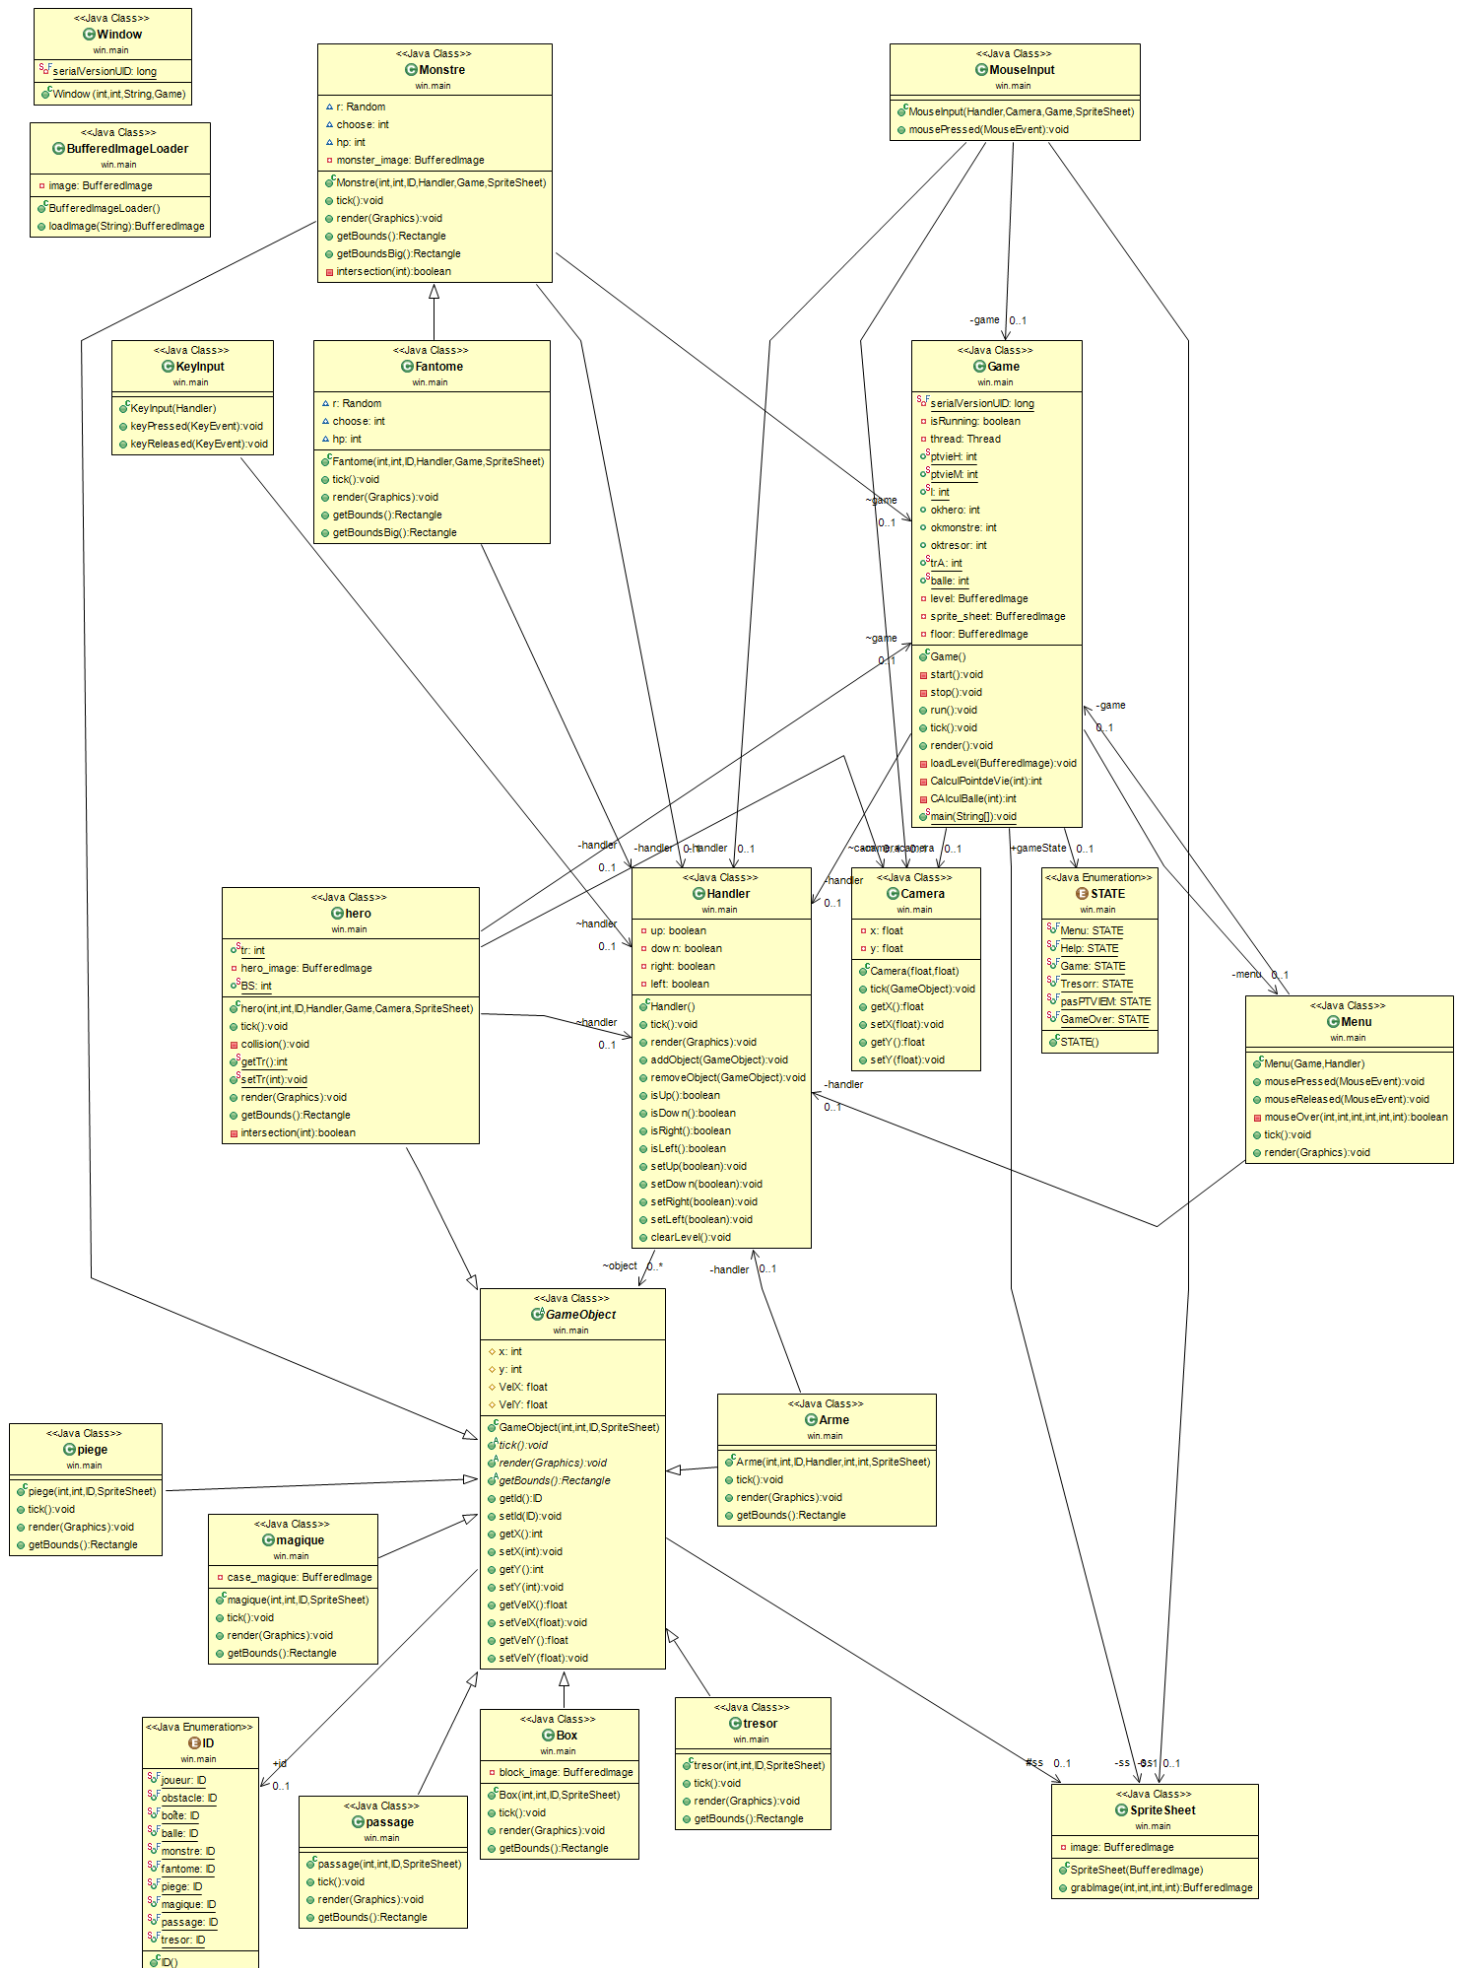 <<Java Class>>
Window
win.main
serialVersionUID: long
Window(int,int,String,Game)
<<Java Class>>
BufferedImageLoader
win.main
image: BufferedImage
BufferedImageLoader()
loadImage(String):BufferedImage
<<Java Class>>
Monstre
win.main
r: Random
choose: int
hp: int
monster_image: BufferedImage
Monstre(int,int,ID,Handler,Game,SpriteSheet)
tick():void
render(Graphics):void
getBounds():Rectangle
getBoundsBig():Rectangle
intersection(int):boolean
<<Java Class>>
MouseInput
win.main
MouseInput(Handler,Camera,Game,SpriteSheet)
mousePressed(MouseEvent):void
<<Java Class>>
KeyInput
win.main
KeyInput(Handler)
keyPressed(KeyEvent):void
keyReleased(KeyEvent):void
<<Java Class>>
Fantome
win.main
r: Random
choose: int
hp: int
Fantome(int,int,ID,Handler,Game,SpriteSheet)
tick():void
render(Graphics):void
getBounds():Rectangle
getBoundsBig():Rectangle
-game 0..1
<<Java Class>>
Game
win.main
serialVersionUID: long
isRunning: boolean
thread: Thread
ptvieH: int
ptvieM: int
l: int
okhero: int
okmonstre: int
oktresor: int
trA: int
balle: int
level: BufferedImage
sprite_sheet: BufferedImage
floor: BufferedImage
Game()
start():void
stop():void
run():void
tick():void
render():void
loadLevel(BufferedImage):void
CalculPointdeVie(int):int
CAlculBalle(int):int
main(String[]):void
~game
0..1
~game
0..1
-game
0..1
-handler
0..1
-handler
-handler 0..1
~handler
0..1
~handler
0..1
-handler
0..1
+gameState 0..1
-menu 0..1
<<Java Class>>
hero
win.main
tr: int
hero_image: BufferedImage
BS: int
hero(int,int,ID,Handler,Game,Camera,SpriteSheet)
tick():void
collision():void
getTr():int
setTr(int):void
render(Graphics):void
getBounds():Rectangle
intersection(int):boolean
<<Java Class>>
Handler
win.main
up: boolean
down: boolean
right: boolean
left: boolean
Handler()
tick():void
render(Graphics):void
addObject(GameObject):void
removeObject(GameObject):void
isUp():boolean
isDown():boolean
isRight():boolean
isLeft():boolean
setUp(boolean):void
setDown(boolean):void
setRight(boolean):void
setLeft(boolean):void
clearLevel():void
<<Java Class>>
Camera
win.main
x: float
y: float
Camera(float,float)
tick(GameObject):void
getX():float
setX(float):void
getY():float
setY(float):void
<<Java Enumeration>>
STATE
win.main
Menu: STATE
Help: STATE
Game: STATE
Tresorr: STATE
pasPTVIEM: STATE
GameOver: STATE
STATE()
<<Java Class>>
Menu
win.main
Menu(Game,Handler)
mousePressed(MouseEvent):void
mouseReleased(MouseEvent):void
mouseOver(int,int,int,int,int,int):boolean
tick():void
render(Graphics):void
-handler
0..1
~object 0..*
-handler 0..1
<<Java Class>>
GameObject
win.main
x: int
y: int
VelX: float
VelY: float
GameObject(int,int,ID,SpriteSheet)
tick():void
render(Graphics):void
getBounds():Rectangle
getId():ID
setId(ID):void
getX():int
setX(int):void
getY():int
setY(int):void
getVelX():float
setVelX(float):void
getVelY():float
setVelY(float):void
<<Java Class>>
Arme
win.main
Arme(int,int,ID,Handler,int,int,SpriteSheet)
tick():void
render(Graphics):void
getBounds():Rectangle
<<Java Class>>
piege
win.main
piege(int,int,ID,SpriteSheet)
tick():void
render(Graphics):void
getBounds():Rectangle
<<Java Class>>
magique
win.main
case_magique: BufferedImage
magique(int,int,ID,SpriteSheet)
tick():void
render(Graphics):void
getBounds():Rectangle
<<Java Enumeration>>
ID
win.main
joueur: ID
obstacle: ID
boîte: ID
balle: ID
monstre: ID
fantome: ID
piege: ID
magique: ID
passage: ID
tresor: ID
ID()
+id
0..1
<<Java Class>>
passage
win.main
passage(int,int,ID,SpriteSheet)
tick():void
render(Graphics):void
getBounds():Rectangle
<<Java Class>>
Box
win.main
block_image: BufferedImage
Box(int,int,ID,SpriteSheet)
tick():void
render(Graphics):void
getBounds():Rectangle
<<Java Class>>
tresor
win.main
tresor(int,int,ID,SpriteSheet)
tick():void
render(Graphics):void
getBounds():Rectangle
#ss 0..1
-ss
0..1
<<Java Class>>
SpriteSheet
win.main
image: BufferedImage
SpriteSheet(BufferedImage)
grabImage(int,int,int,int):BufferedImage